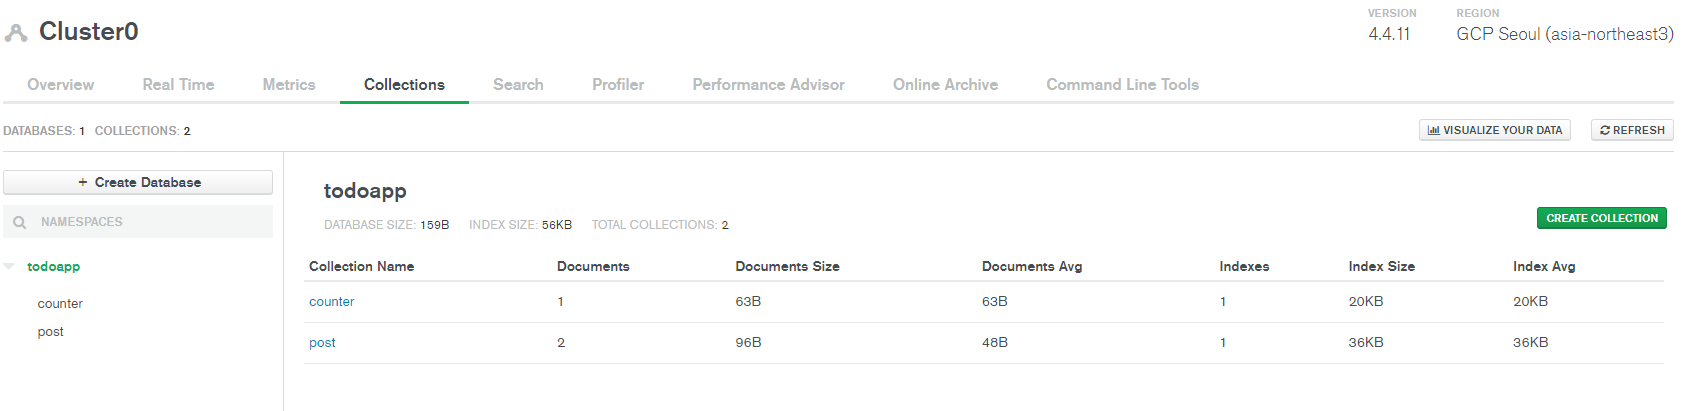 Cluster0
VERSION
4.4.11
REGION
GCP Seoul (asia-northeast3)
Overview Real Time Metrics Collections Search Profiler Performance Advisor Online Archive Command Line Tools
DATABASES: 1 COLLECTIONS: 2
VISUALIZE YOUR DATA REFRESH
+ Create Database
NAMESPACES
todoapp
counter
post
todoapp
DATABASE SIZE: 159B INDEX SIZE: 56KB TOTAL COLLECTIONS: 2
CREATE COLLECTION
Collection Name Documents Documents Size Documents Avg Indexes Index Size Index Avg
counter 1 63B 63B 1 20KB 20KB
post 2 96B 48B 1 36KB 36KB